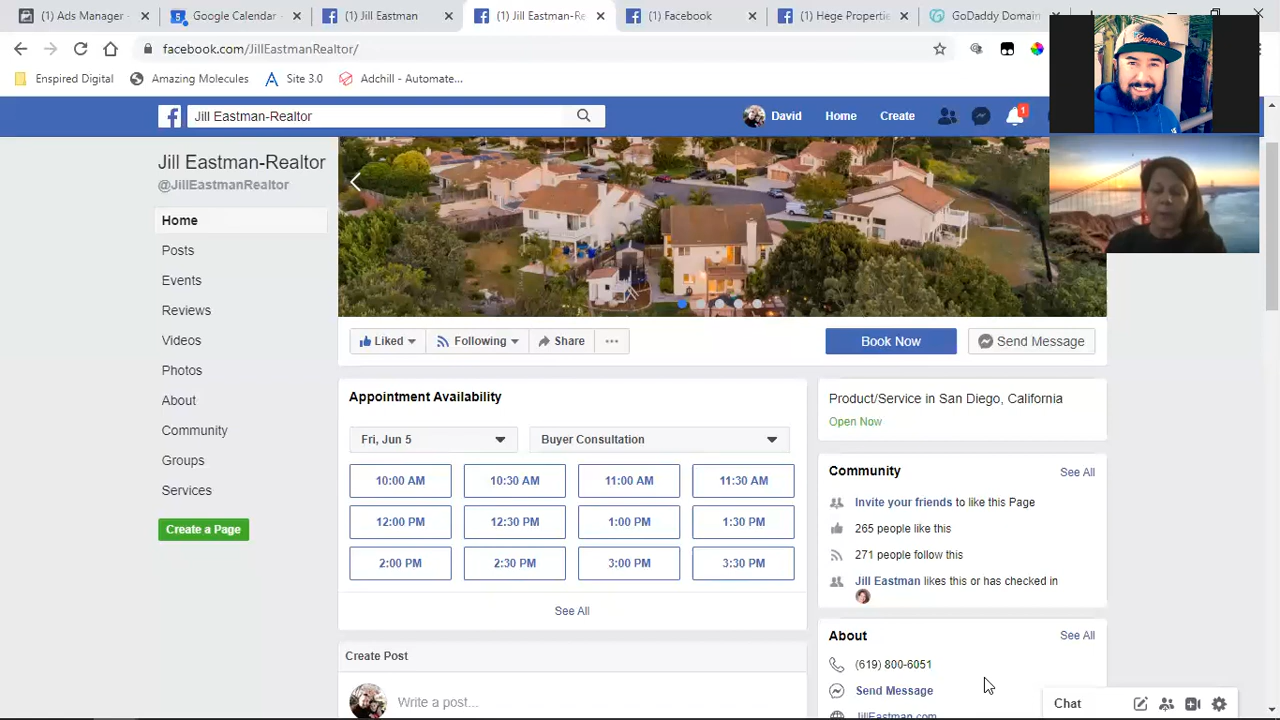 (1) Ads Manager -
Google Calendar -
(1) Jill Eastman
(1) Jill Eastman-Re
(1) Facebook
(1) Hege Properti
GoDaddy Domain
facebook.com/JillEastmanRealtor/
Enspired Digital
Amazing Molecules
Site 3.0
Adchill - Automate...
Jill Eastman-Realtor
David
Home
Create
1
Jill Eastman-Realtor
@JillEastmanRealtor
Home
Posts
Events
Reviews
Videos
Photos
About
Community
Groups
Services
Create a Page
Liked
Following
Share
...
Book Now
Send Message
Appointment Availability
Fri, Jun 5
Buyer Consultation
10:00 AM
10:30 AM
11:00 AM
11:30 AM
12:00 PM
12:30 PM
1:00 PM
1:30 PM
2:00 PM
2:30 PM
3:00 PM
3:30 PM
See All
Create Post
Write a post...
Product/Service in San Diego, California
Open Now
Community
See All
Invite your friends to like this Page
265 people like this
271 people follow this
Jill Eastman likes this or has checked in
About
See All
(619) 800-6051
Send Message
JillEastman.com
Chat